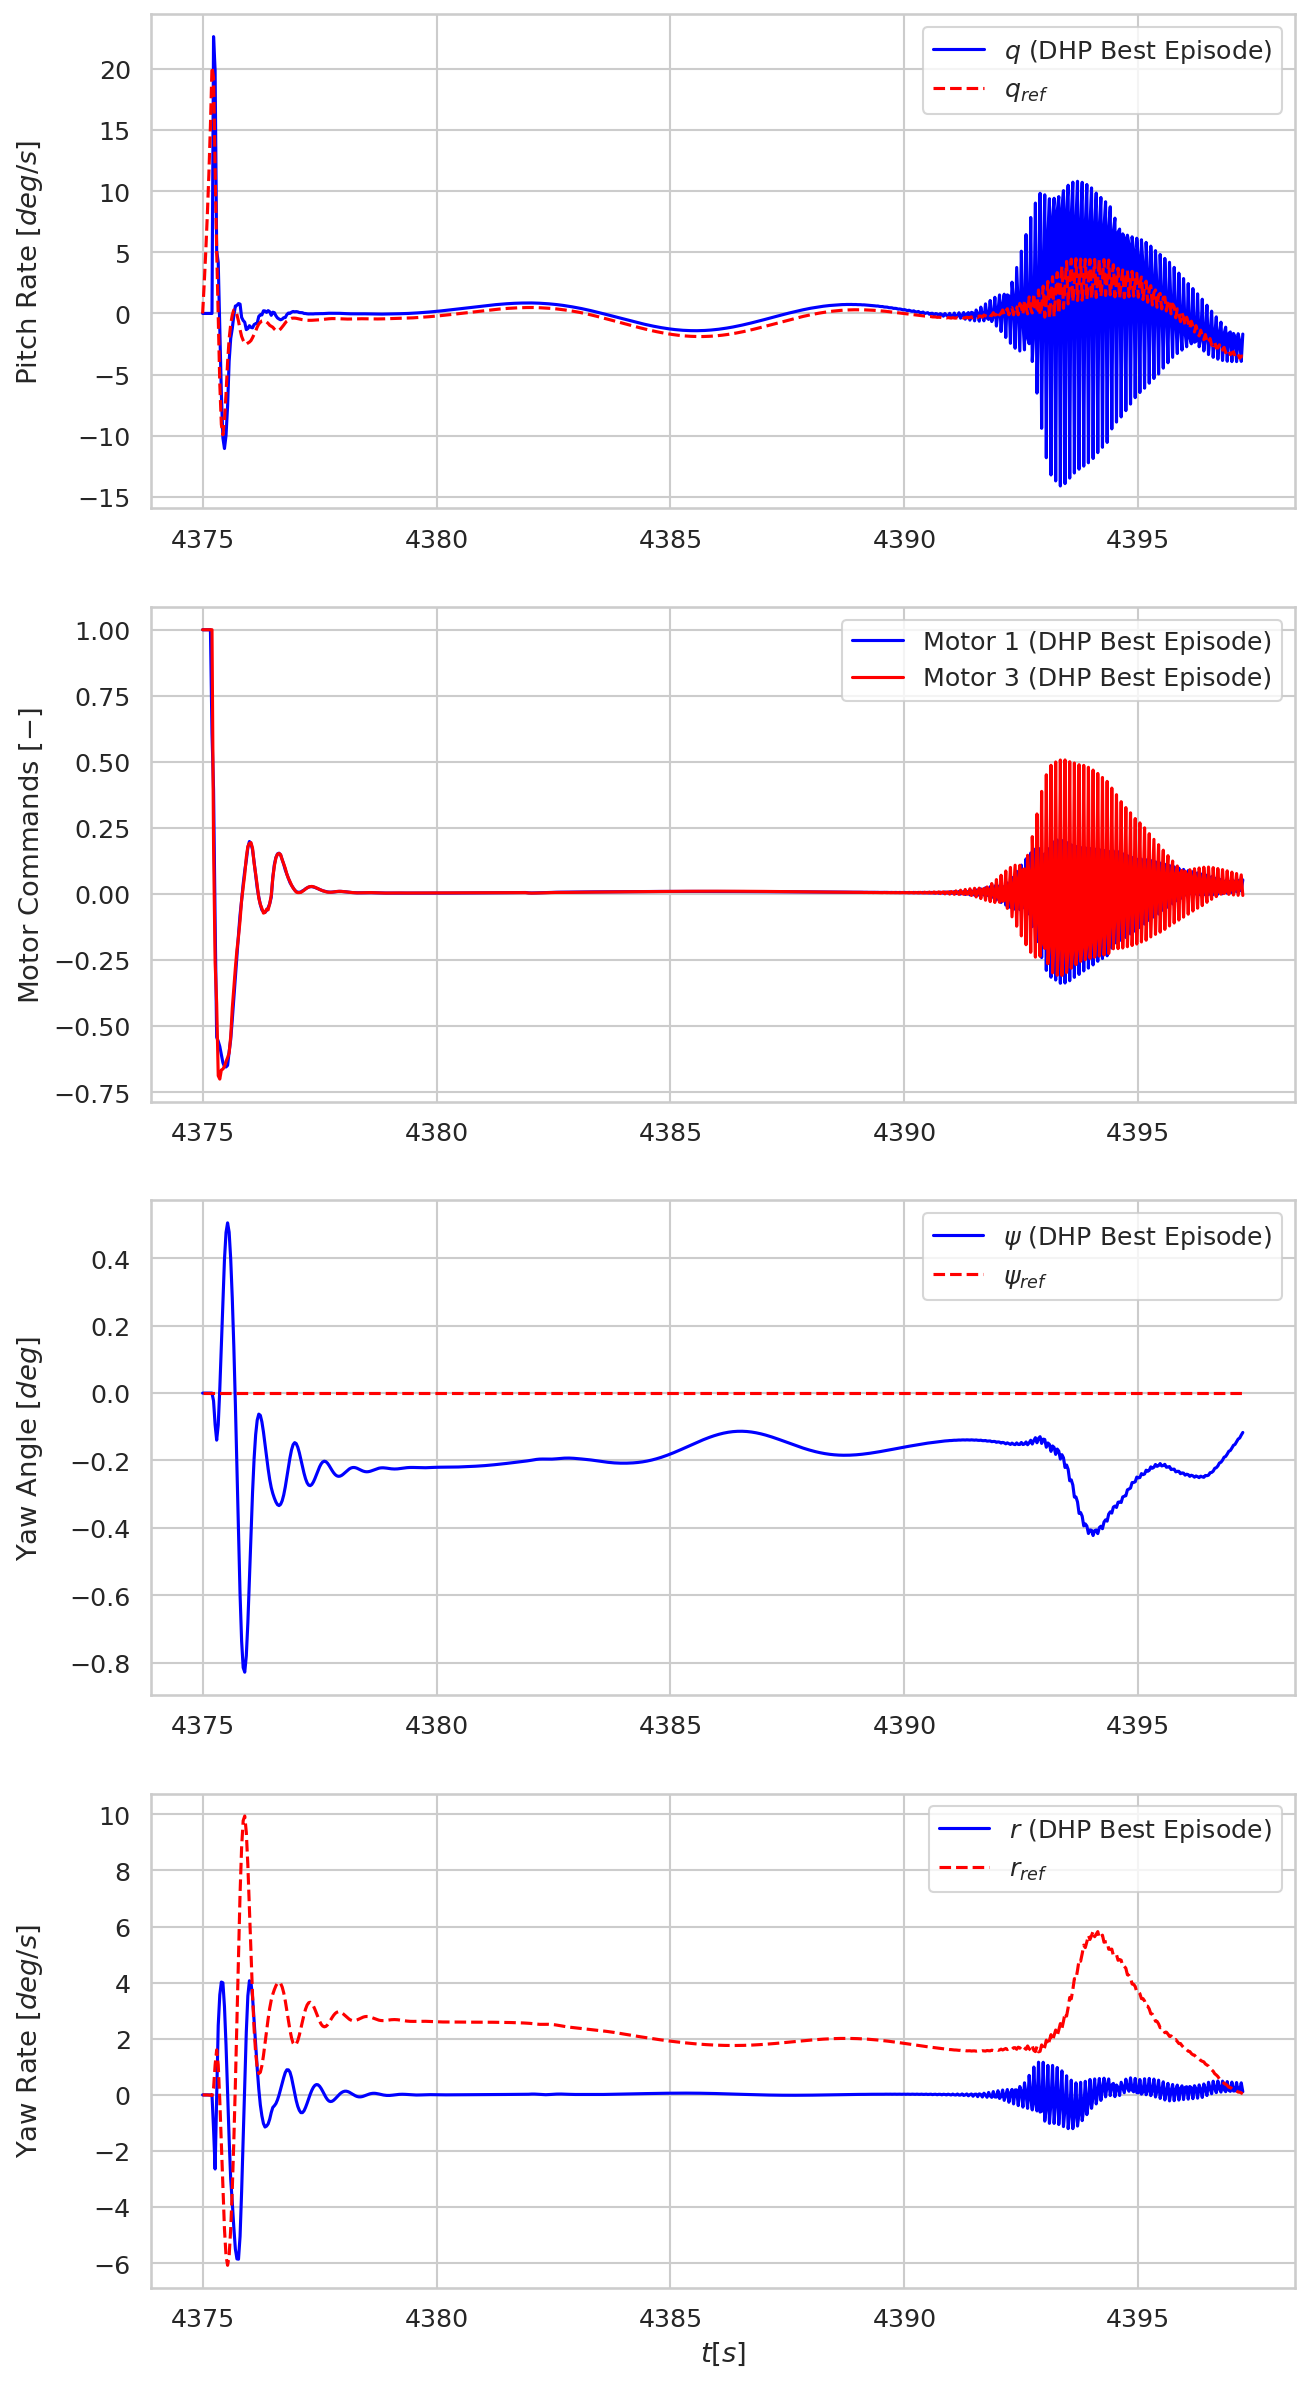 q (DHP Best Episode)
q_ref
20
15
10
5
0
−5
−10
−15
Pitch Rate [deg/s]
4375 4380 4385 4390 4395
Motor 1 (DHP Best Episode)
Motor 3 (DHP Best Episode)
1.00
0.75
0.50
0.25
0.00
−0.25
−0.50
−0.75
Motor Commands [−]
4375 4380 4385 4390 4395
ψ (DHP Best Episode)
ψ_ref
0.4
0.2
0.0
−0.2
−0.4
−0.6
−0.8
Yaw Angle [deg]
4375 4380 4385 4390 4395
r (DHP Best Episode)
r_ref
10
8
6
4
2
0
−2
−4
−6
Yaw Rate [deg/s]
4375 4380 4385 4390 4395
t[s]